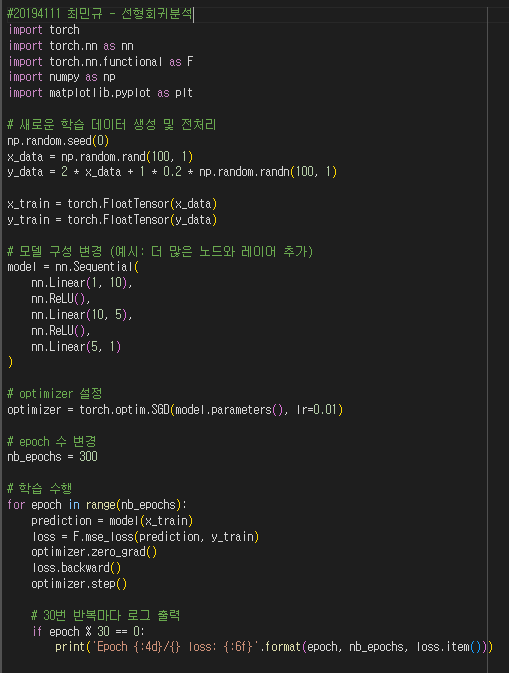 #20194111 최민규 - 선형회귀분석
import torch
import torch.nn as nn
import torch.nn.functional as F
import numpy as np
import matplotlib.pyplot as plt
# 새로운 학습 데이터 생성 및 전처리
np.random.seed(0)
x_data = np.random.rand(100, 1)
y_data = 2 * x_data + 1 * 0.2 * np.random.randn(100, 1)
x_train = torch.FloatTensor(x_data)
y_train = torch.FloatTensor(y_data)
# 모델 구성 변경 (예시: 더 많은 노드와 레이어 추가)
model = nn.Sequential(
    nn.Linear(1, 10),
    nn.ReLU(),
    nn.Linear(10, 5),
    nn.ReLU(),
    nn.Linear(5, 1)
)
# optimizer 설정
optimizer = torch.optim.SGD(model.parameters(), lr=0.01)
# epoch 수 변경
nb_epochs = 300
# 학습 수행
for epoch in range(nb_epochs):
    prediction = model(x_train)
    loss = F.mse_loss(prediction, y_train)
    optimizer.zero_grad()
    loss.backward()
    optimizer.step()
    # 30번 반복마다 로그 출력
    if epoch % 30 == 0:
        print('Epoch {:4d}/{} loss: {:6f}'.format(epoch, nb_epochs, loss.item()))